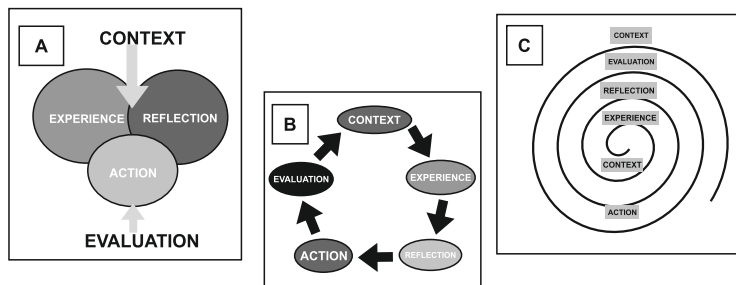 A
CONTEXT
EXPERIENCE
REFLECTION
ACTION
EVALUATION
B
CONTEXT
EXPERIENCE
REFLECTION
ACTION
EVALUATION
C
CONTEXT
EVALUATION
REFLECTION
EXPERIENCE
CONTEXT
ACTION